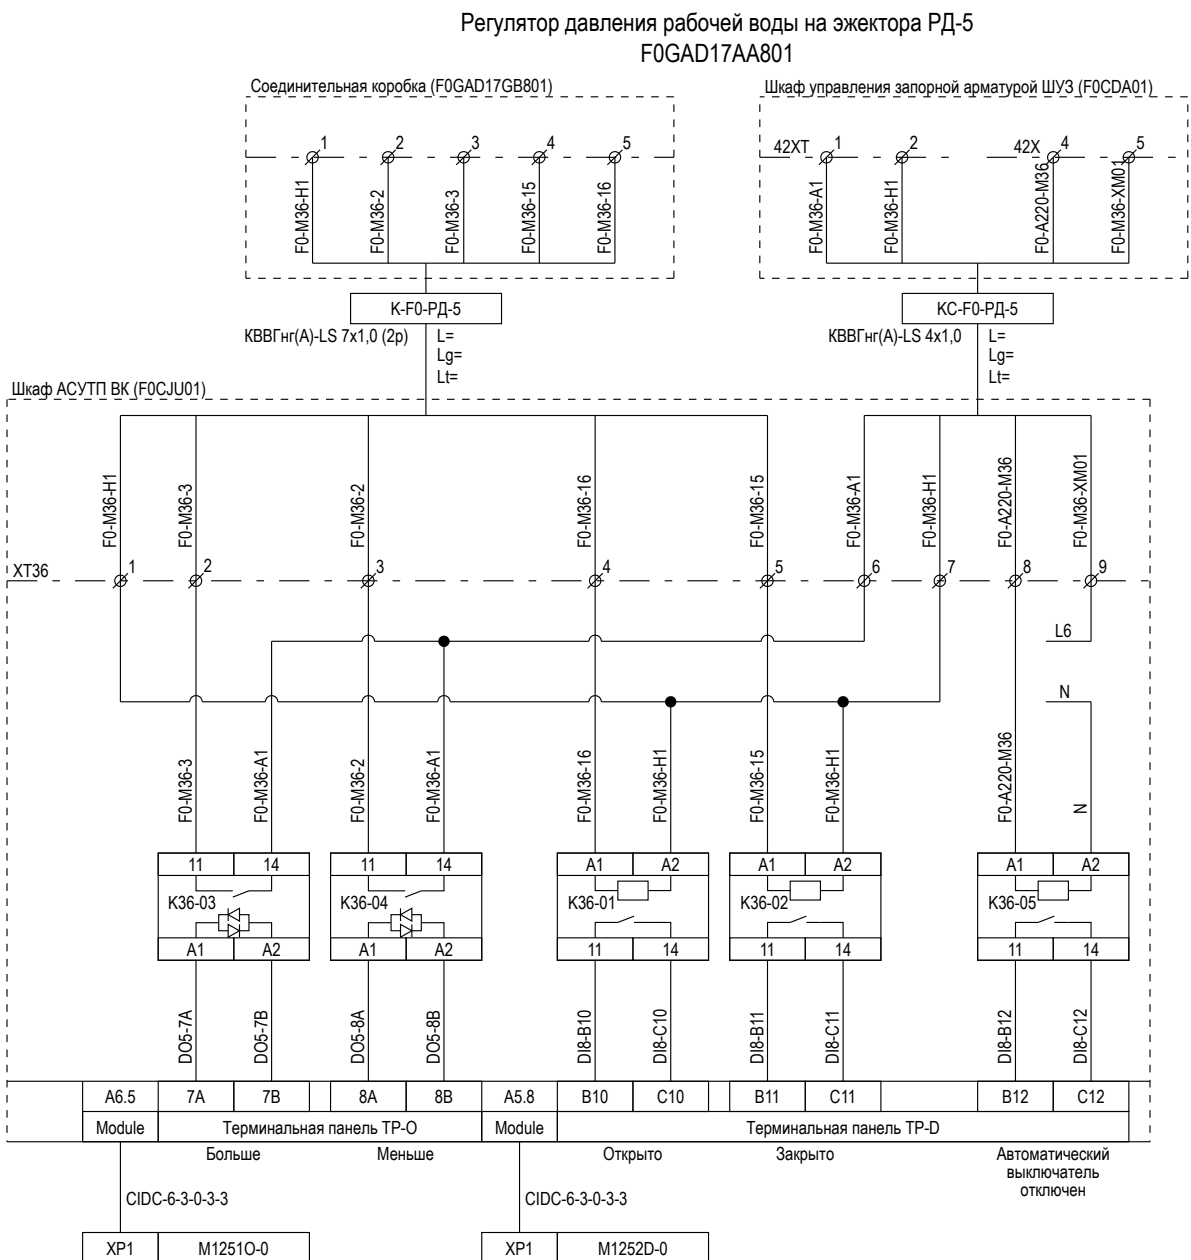 Регулятор давления рабочей воды на эжектора РД-5
F0GAD17AA801
Соединительная коробка (F0GAD17GB801)
Шкаф управления запорной арматурой ШУЗ (F0CDA01)
1 2 3 4 5
42XT 1 2 42X 4 5
F0-M36-H1 F0-M36-2 F0-M36-3 F0-M36-15 F0-M36-16
F0-M36-A1 F0-M36-H1 F0-A220-M36 F0-M36-XM01
K-F0-РД-5
KC-F0-РД-5
КВВГнг(А)-LS 7x1,0 (2р)
L=
Lg=
Lt=
КВВГнг(А)-LS 4x1,0
L=
Lg=
Lt=
Шкаф АСУТП ВК (F0CJU01)
F0-M36-H1 F0-M36-3 F0-M36-2 F0-M36-16 F0-M36-15 F0-M36-A1 F0-M36-H1 F0-A220-M36 F0-M36-XM01
XT36 1 2 3 4 5 6 7 8 9
L6
N
F0-M36-3 F0-M36-A1 F0-M36-2 F0-M36-A1 F0-M36-16 F0-M36-H1 F0-M36-15 F0-M36-H1 F0-A220-M36 N
11 14 11 14 A1 A2 A1 A2 A1 A2
K36-03 K36-04 K36-01 K36-02 K36-05
A1 A2 A1 A2 11 14 11 14 11 14
DO5-7A DO5-7B DO5-8A DO5-8B DI8-B10 DI8-C10 DI8-B11 DI8-C11 DI8-B12 DI8-C12
A6.5 7A 7B 8A 8B A5.8 B10 C10 B11 C11 B12 C12
Module Терминальная панель TP-O Module Терминальная панель TP-D
Больше Меньше Открыто Закрыто
Автоматический
выключатель
отключен
CIDC-6-3-0-3-3 CIDC-6-3-0-3-3
XP1 M1251O-0 XP1 M1252D-0